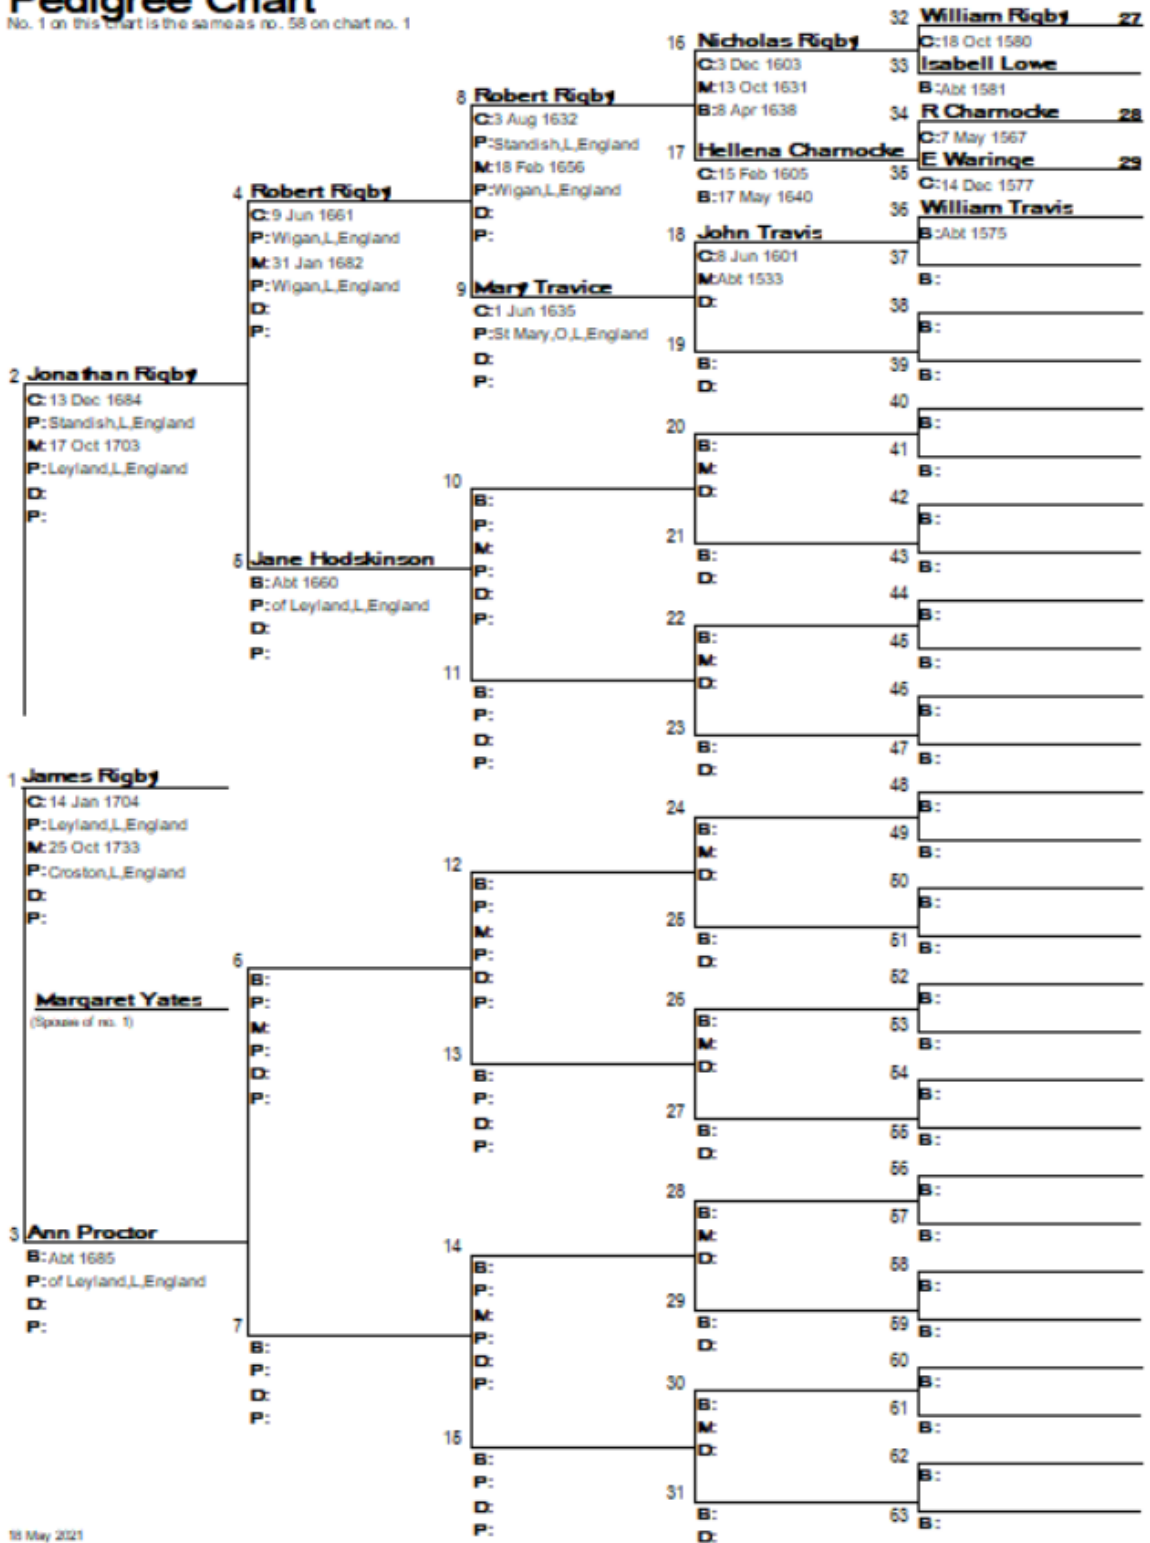 Pedigree Chart
No. 1 on this chart is the same as no. 58 on chart no. 1
2 Jonathan Rigby
C: 13 Dec 1684
P: Standish,L,England
M: 17 Oct 1703
P: Leyland,L,England
D:
P:
1 James Rigby
C: 14 Jan 1704
P: Leyland,L,England
M: 25 Oct 1733
P: Croston,L,England
D:
P:
Margaret Yates
(Spouse of no. 1)
3 Ann Proctor
B: Abt 1685
P: of Leyland,L,England
D:
P:
4 Robert Rigby
C: 9 Jun 1661
P: Wigan,L,England
M: 31 Jan 1682
P: Wigan,L,England
D:
P:
5 Jane Hodskinson
B: Abt 1660
P: of Leyland,L,England
D:
P:
6
B:
P:
M:
P:
D:
P:
7
B:
P:
D:
P:
8 Robert Rigby
C: 3 Aug 1632
P: Standish,L,England
M: 18 Feb 1656
P: Wigan,L,England
D:
P:
9 Mary Travice
C: 1 Jun 1635
P: St Mary,O,L,England
D:
P:
10
B:
P:
M:
P:
D:
P:
11
B:
P:
D:
P:
12
B:
P:
M:
P:
D:
P:
13
B:
P:
D:
P:
14
B:
P:
M:
P:
D:
P:
15
B:
P:
D:
P:
16 Nicholas Rigby
C: 3 Dec 1603
M: 13 Oct 1631
B: 8 Apr 1638
17 Hellena Charnocke
C: 15 Feb 1605
B: 17 May 1640
18 John Travis
C: 8 Jun 1601
M: Abt 1533
D:
19
B:
D:
20
B:
M:
D:
21
B:
D:
22
B:
M:
D:
23
B:
D:
24
B:
M:
D:
25
B:
D:
26
B:
M:
D:
27
B:
D:
28
B:
M:
D:
29
B:
D:
30
B:
M:
D:
31
B:
D:
32 William Rigby 27
C: 18 Oct 1580
33 Isabell Lowe
B: Abt 1581
34 R Charnocke 28
C: 7 May 1567
35 E Waringe 29
C: 14 Dec 1577
36 William Travis
B: Abt 1575
37
B:
38
B:
39
B:
40
B:
41
B:
42
B:
43
B:
44
B:
45
B:
46
B:
47
B:
48
B:
49
B:
50
B:
51
B:
52
B:
53
B:
54
B:
55
B:
56
B:
57
B:
58
B:
59
B:
60
B:
61
B:
62
B:
63
B:
18 May 2021